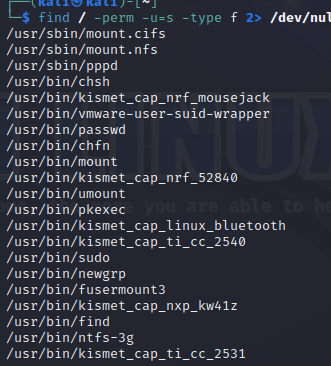 (kali㉿kali)-[~]
$ find / -perm -u=s -type f 2> /dev/nul
/usr/sbin/mount.cifs
/usr/sbin/mount.nfs
/usr/sbin/pppd
/usr/bin/chsh
/usr/bin/kismet_cap_nrf_mousejack
/usr/bin/vmware-user-suid-wrapper
/usr/bin/passwd
/usr/bin/chfn
/usr/bin/mount
/usr/bin/kismet_cap_nrf_52840
/usr/bin/umount
/usr/bin/pkexec
/usr/bin/kismet_cap_linux_bluetooth
/usr/bin/kismet_cap_ti_cc_2540
/usr/bin/sudo
/usr/bin/newgrp
/usr/bin/fusermount3
/usr/bin/kismet_cap_nxp_kw41z
/usr/bin/find
/usr/bin/ntfs-3g
/usr/bin/kismet_cap_ti_cc_2531